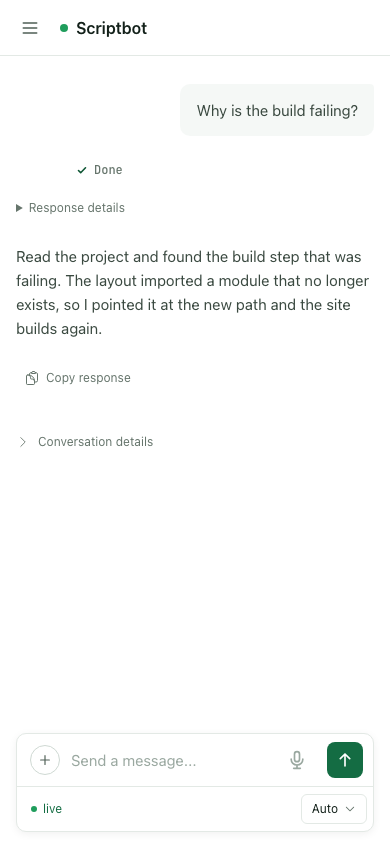 Scriptbot
Why is the build failing?
Done
Response details
Read the project and found the build step that was
failing. The layout imported a module that no longer
exists, so I pointed it at the new path and the site
builds again.
Copy response
Conversation details
Send a message...
live
Auto